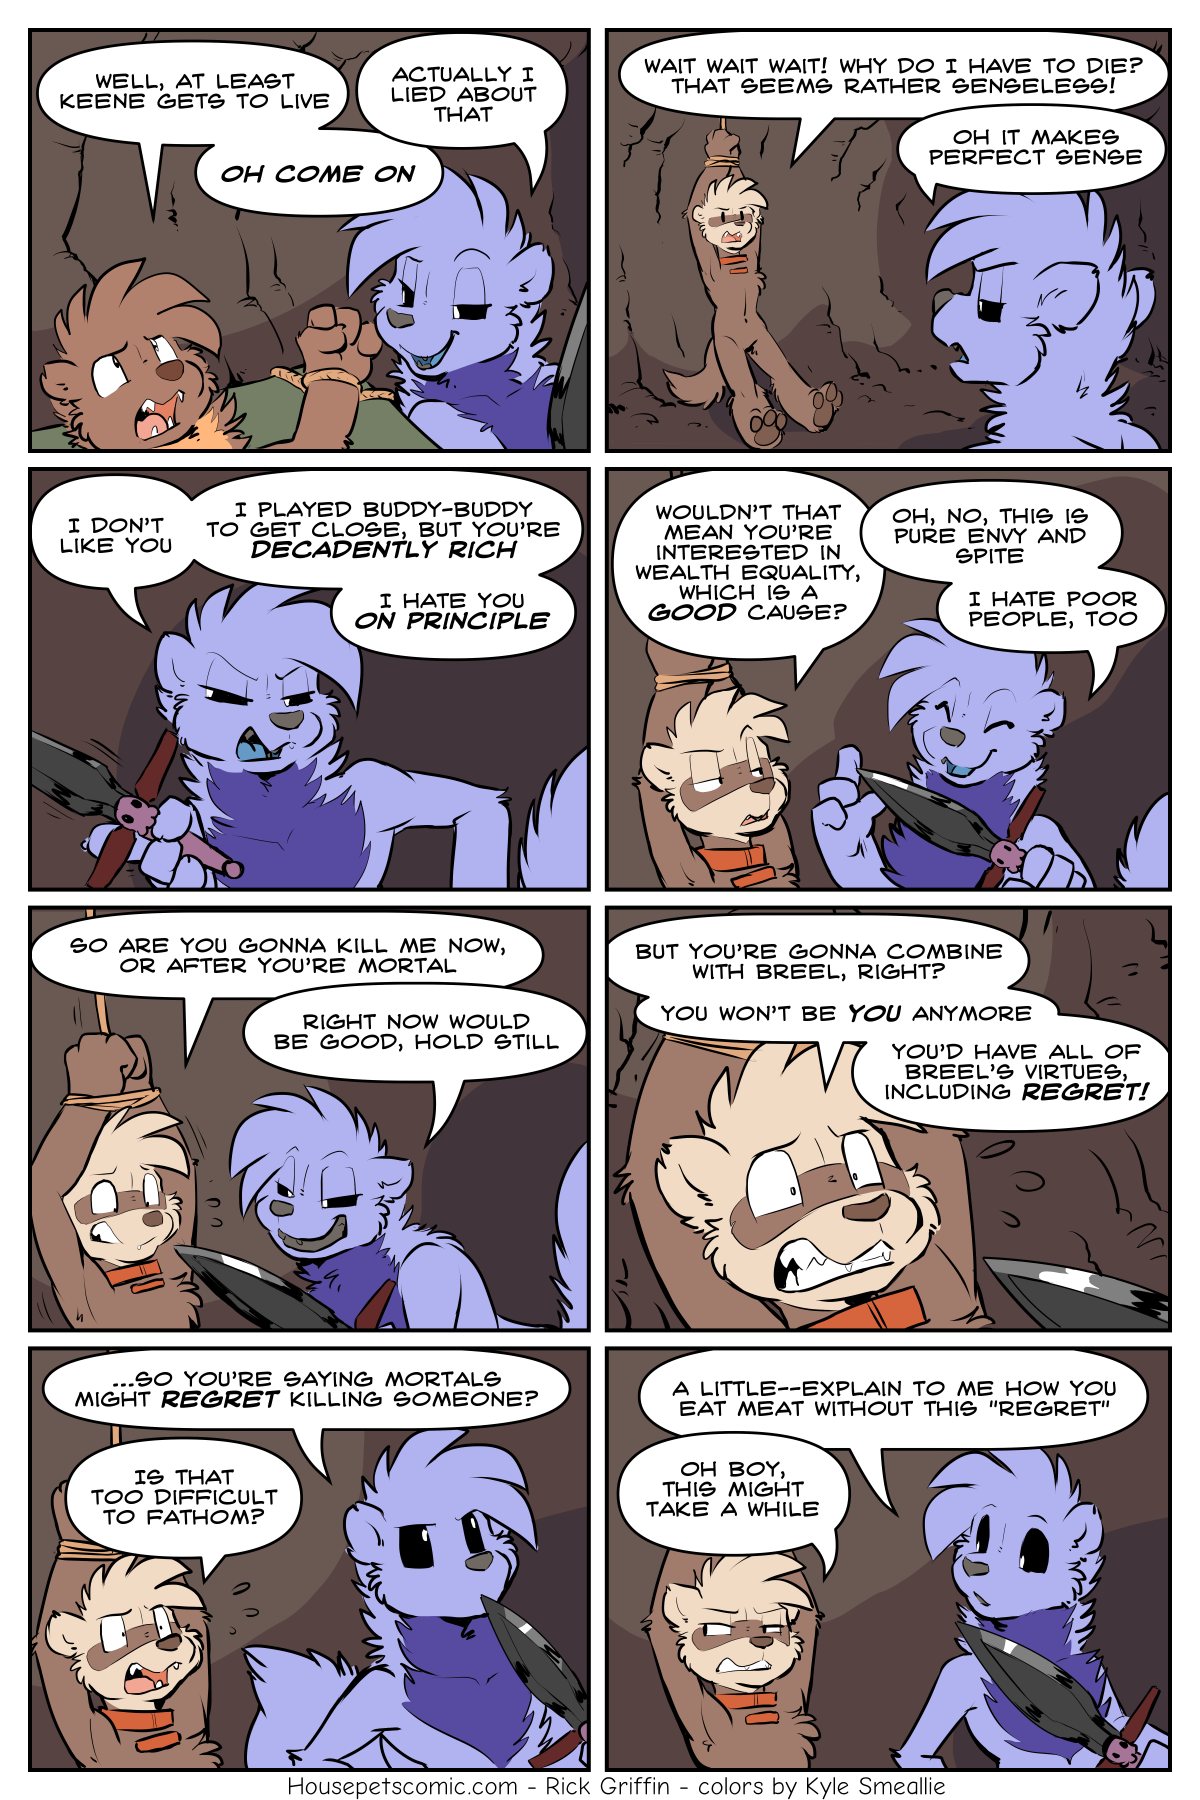 WELL, AT LEAST
KEENE GETS TO LIVE
ACTUALLY I
LIED ABOUT
THAT
OH COME ON
WAIT WAIT WAIT! WHY DO I HAVE TO DIE?
THAT SEEMS RATHER SENSELESS!
OH IT MAKES
PERFECT SENSE
I DON'T
LIKE YOU
I PLAYED BUDDY-BUDDY
TO GET CLOSE, BUT YOU'RE
DECADENTLY RICH
I HATE YOU
ON PRINCIPLE
WOULDN'T THAT
MEAN YOU'RE
INTERESTED IN
WEALTH EQUALITY,
WHICH IS A
GOOD CAUSE?
OH, NO, THIS IS
PURE ENVY AND
SPITE
I HATE POOR
PEOPLE, TOO
SO ARE YOU GONNA KILL ME NOW,
OR AFTER YOU'RE MORTAL
RIGHT NOW WOULD
BE GOOD, HOLD STILL
BUT YOU'RE GONNA COMBINE
WITH BREEL, RIGHT?
YOU WON'T BE YOU ANYMORE
YOU'D HAVE ALL OF
BREEL'S VIRTUES,
INCLUDING REGRET!
...SO YOU'RE SAYING MORTALS
MIGHT REGRET KILLING SOMEONE?
IS THAT
TOO DIFFICULT
TO FATHOM?
A LITTLE--EXPLAIN TO ME HOW YOU
EAT MEAT WITHOUT THIS "REGRET"
OH BOY,
THIS MIGHT
TAKE A WHILE
Housepetscomic.com - Rick Griffin - colors by Kyle Smeallie